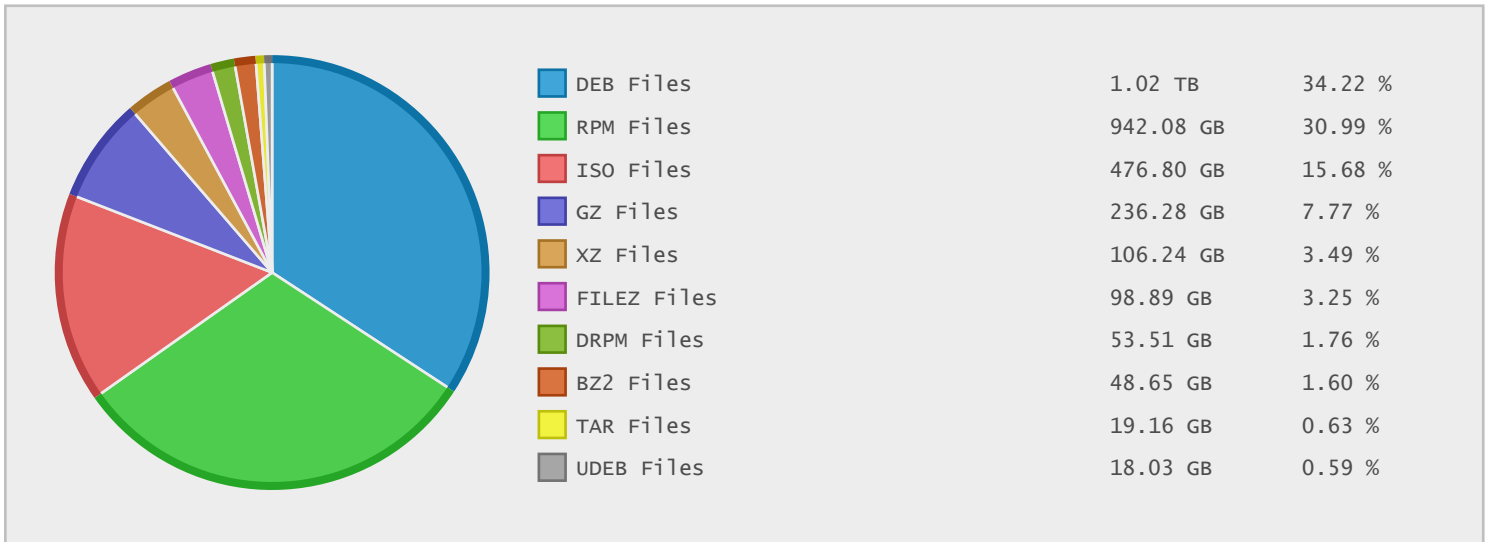 DEB Files 1.02 TB 34.22 %
RPM Files 942.08 GB 30.99 %
ISO Files 476.80 GB 15.68 %
GZ Files 236.28 GB 7.77 %
XZ Files 106.24 GB 3.49 %
FILEZ Files 98.89 GB 3.25 %
DRPM Files 53.51 GB 1.76 %
BZ2 Files 48.65 GB 1.60 %
TAR Files 19.16 GB 0.63 %
UDEB Files 18.03 GB 0.59 %